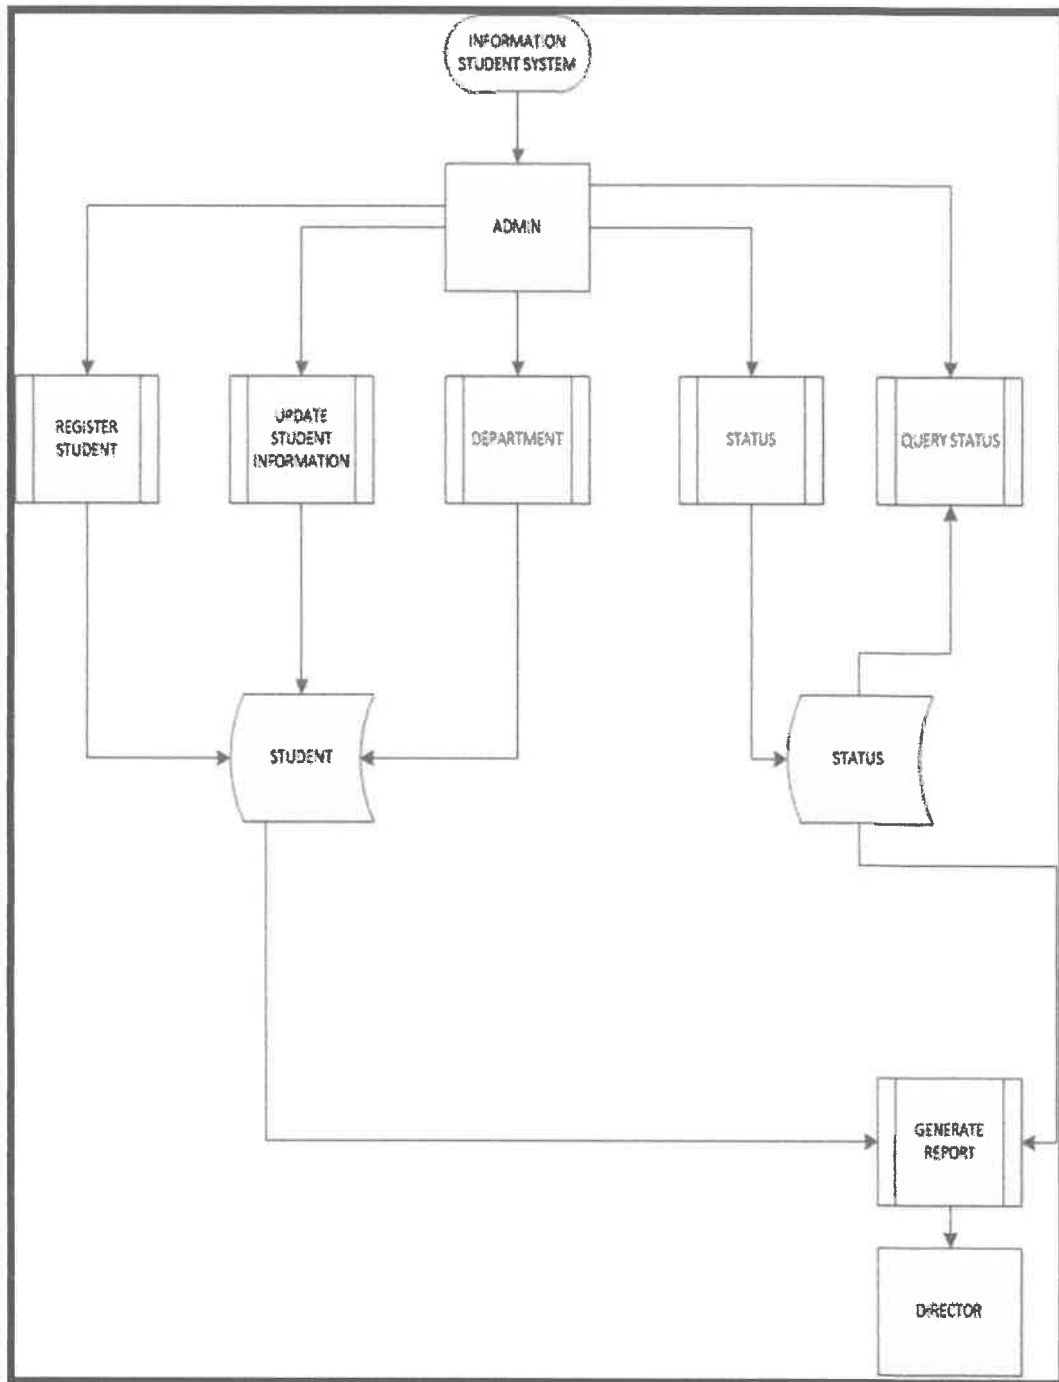 INFORMATION
STUDENT SYSTEM
ADMIN
REGISTER
STUDENT
UPDATE
STUDENT
INFORMATION
DEPARTMENT
STATUS
QUERY STATUS
STUDENT
STATUS
GENERATE
REPORT
DIRECTOR